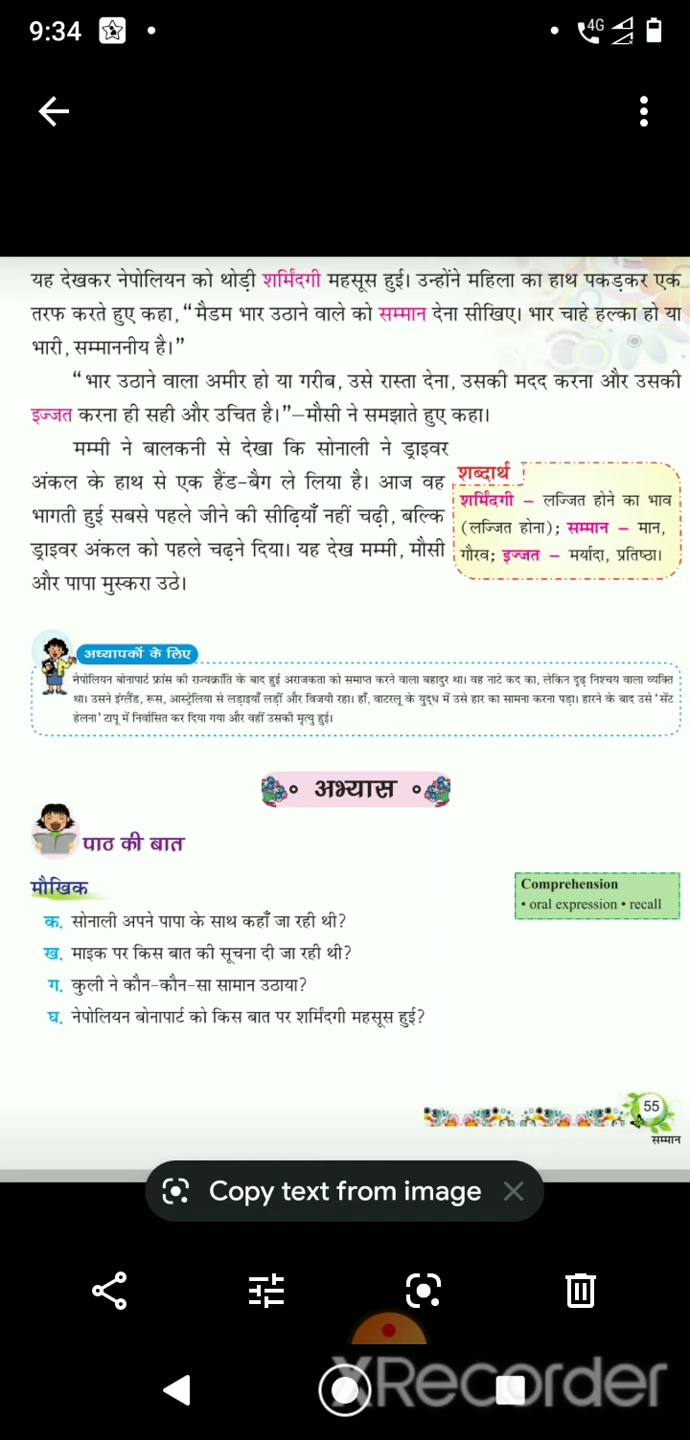 9:34
4G
यह देखकर नेपोलियन को थोड़ी शर्मिंदगी महसूस हुई। उन्होंने महिला का हाथ पकड़कर एक
तरफ करते हुए कहा, “मैडम भार उठाने वाले को सम्मान देना सीखिए। भार चाहे हल्का हो या
भारी, सम्माननीय है।”
“भार उठाने वाला अमीर हो या गरीब, उसे रास्ता देना, उसकी मदद करना और उसकी
इज्जत करना ही सही और उचित है।”–मौसी ने समझाते हुए कहा।
मम्मी ने बालकनी से देखा कि सोनाली ने ड्राइवर
अंकल के हाथ से एक हैंड-बैग ले लिया है। आज वह
भागती हुई सबसे पहले जीने की सीढ़ियाँ नहीं चढ़ी, बल्कि
ड्राइवर अंकल को पहले चढ़ने दिया। यह देख मम्मी, मौसी
और पापा मुस्करा उठे।
शब्दार्थ
शर्मिंदगी – लज्जित होने का भाव
(लज्जित होना); सम्मान – मान,
गौरव; इज्जत – मर्यादा, प्रतिष्ठा।
अध्यापकों के लिए
नेपोलियन बोनापार्ट फ्रांस की राज्यक्रांति के बाद हुई अराजकता को समाप्त करने वाला बहादुर था। वह नाटे कद का, लेकिन दृढ़ निश्चय वाला व्यक्ति
था। उसने इंग्लैंड, रूस, आस्ट्रेलिया से लड़ाइयाँ लड़ीं और विजयी रहा। हाँ, वाटरलू के युद्ध में उसे हार का सामना करना पड़ा। हारने के बाद उसे ‘सेंट
हेलना’ टापू में निर्वासित कर दिया गया और वहीं उसकी मृत्यु हुई।
अभ्यास
पाठ की बात
मौखिक
Comprehension
• oral expression • recall
क. सोनाली अपने पापा के साथ कहाँ जा रही थी?
ख. माइक पर किस बात की सूचना दी जा रही थी?
ग. कुली ने कौन-कौन-सा सामान उठाया?
घ. नेपोलियन बोनापार्ट को किस बात पर शर्मिंदगी महसूस हुई?
55
सम्मान
Copy text from image
XRecorder